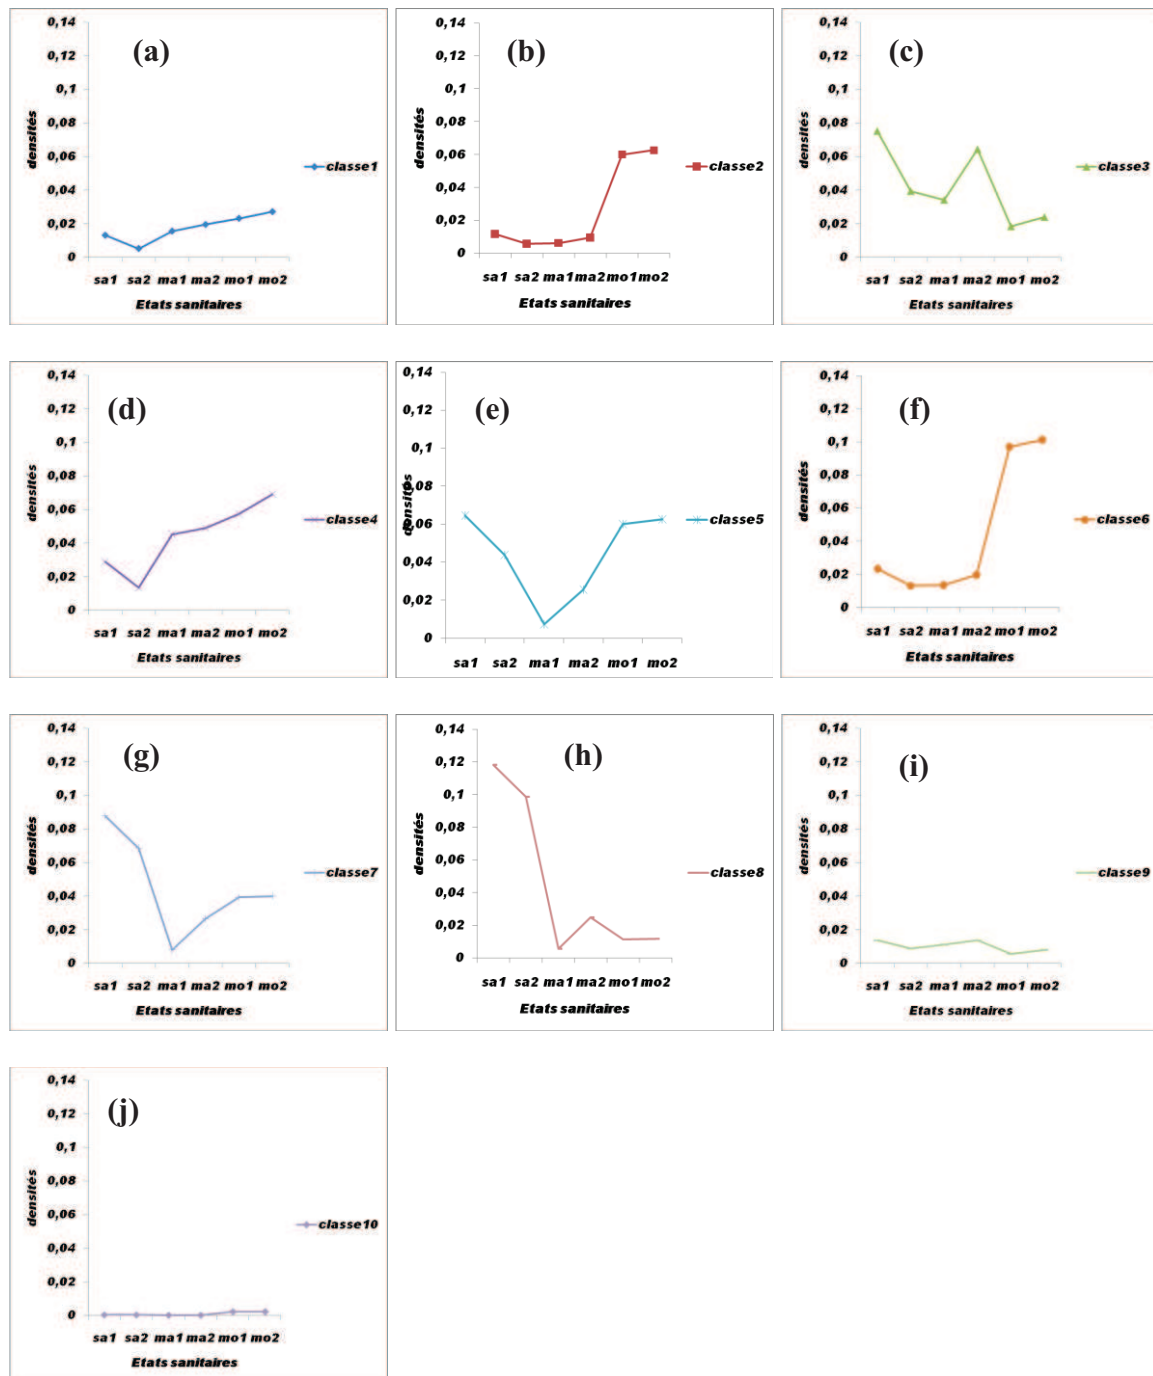 (a)
0,14
0,12
0,1
0,08
0,06
0,04
0,02
0
densités
sa1 sa2 ma1 ma2 mo1 mo2
Etats sanitaires
classe1
(b)
0,14
0,12
0,1
0,08
0,06
0,04
0,02
0
densités
sa1 sa2 ma1 ma2 mo1 mo2
Etats sanitaires
classe2
(c)
0,14
0,12
0,1
0,08
0,06
0,04
0,02
0
densités
sa1 sa2 ma1 ma2 mo1 mo2
Etats sanitaires
classe3
(d)
0,14
0,12
0,1
0,08
0,06
0,04
0,02
0
densités
sa1 sa2 ma1 ma2 mo1 mo2
Etats sanitaires
classe4
(e)
0,14
0,12
0,1
0,08
0,06
0,04
0,02
0
densités
sa1 sa2 ma1 ma2 mo1 mo2
Etats sanitaires
classe5
(f)
0,14
0,12
0,1
0,08
0,06
0,04
0,02
0
densités
sa1 sa2 ma1 ma2 mo1 mo2
Etats sanitaires
classe6
(g)
0,14
0,12
0,1
0,08
0,06
0,04
0,02
0
densités
sa1 sa2 ma1 ma2 mo1 mo2
Etats sanitaires
classe7
(h)
0,14
0,12
0,1
0,08
0,06
0,04
0,02
0
densités
sa1 sa2 ma1 ma2 mo1 mo2
Etats sanitaires
classe8
(i)
0,14
0,12
0,1
0,08
0,06
0,04
0,02
0
densités
sa1 sa2 ma1 ma2 mo1 mo2
Etats sanitaires
classe9
(j)
0,14
0,12
0,1
0,08
0,06
0,04
0,02
0
densités
sa1 sa2 ma1 ma2 mo1 mo2
Etats sanitaires
classe10